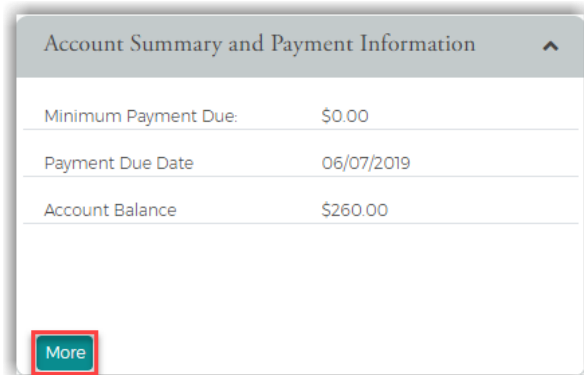 Account Summary and Payment Information
Minimum Payment Due: $0.00
Payment Due Date 06/07/2019
Account Balance $260.00
More